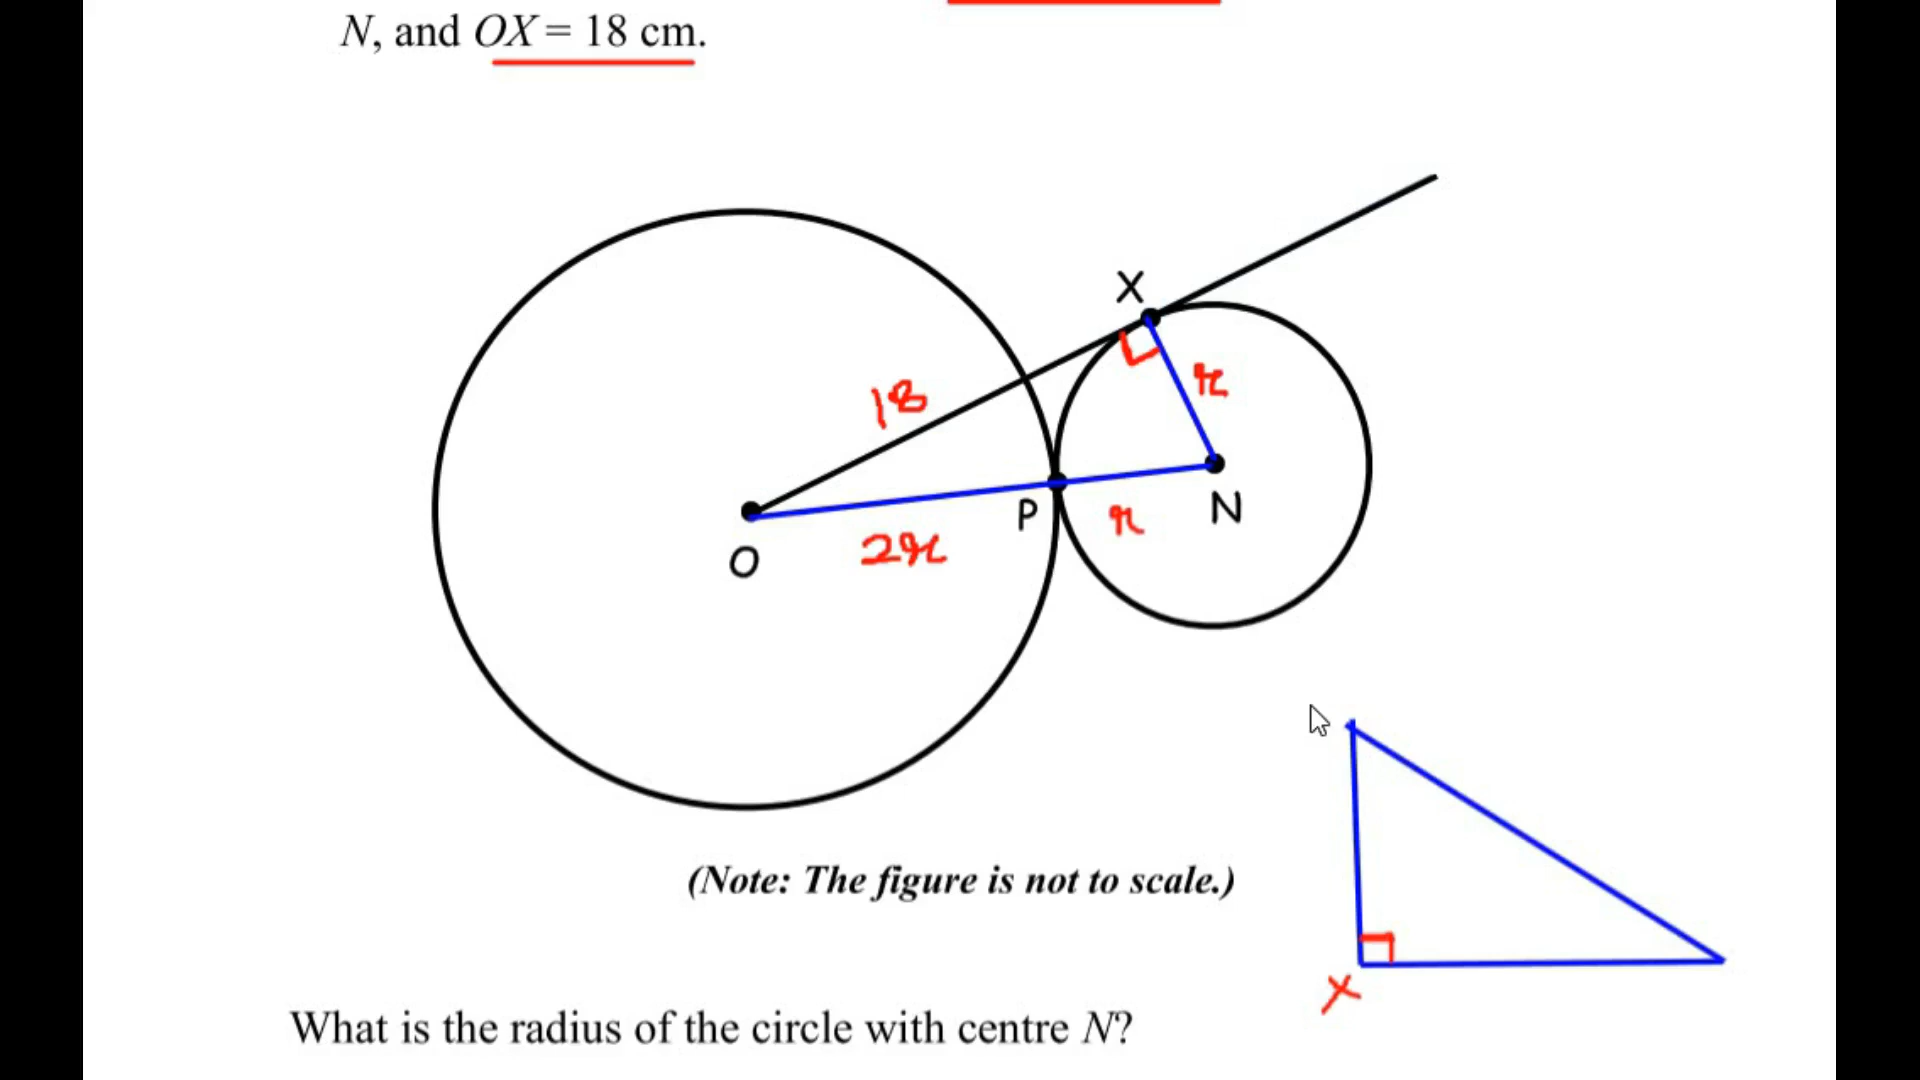 N, and OX = 18 cm.
X
18
r
P
r
N
O
2r
(Note: The figure is not to scale.)
X
What is the radius of the circle with centre N?